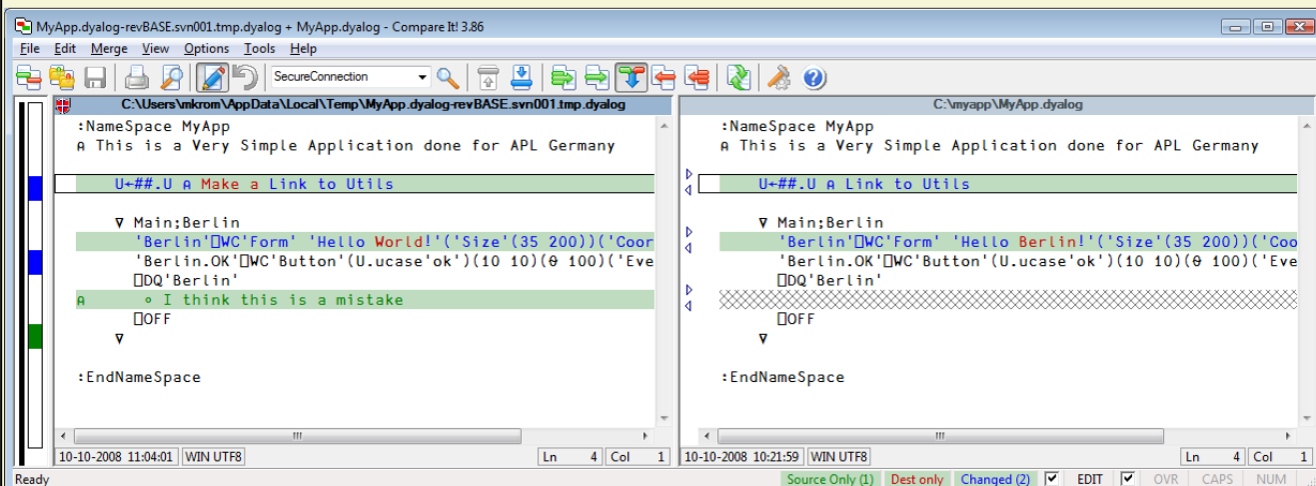 MyApp.dyalog-revBASE.svn001.tmp.dyalog + MyApp.dyalog - Compare It! 3.86
File Edit Merge View Options Tools Help
SecureConnection
C:\Users\mkrom\AppData\Local\Temp\MyApp.dyalog-revBASE.svn001.tmp.dyalog
:NameSpace MyApp
⍝ This is a Very Simple Application done for APL Germany
U←##.U ⍝ Make a Link to Utils
∇ Main;Berlin
'Berlin'⎕WC'Form' 'Hello World!'('Size'(35 200))('Coor
'Berlin.OK'⎕WC'Button'(U.ucase'ok')(10 10)(⍬ 100)('Eve
⎕DQ'Berlin'
⍝ ∘ I think this is a mistake
⎕OFF
∇
:EndNameSpace
10-10-2008 11:04:01 WIN UTF8 Ln 4 Col 1
C:\myapp\MyApp.dyalog
:NameSpace MyApp
⍝ This is a Very Simple Application done for APL Germany
U←##.U ⍝ Link to Utils
∇ Main;Berlin
'Berlin'⎕WC'Form' 'Hello Berlin!'('Size'(35 200))('Coo
'Berlin.OK'⎕WC'Button'(U.ucase'ok')(10 10)(⍬ 100)('Eve
⎕DQ'Berlin'
⎕OFF
∇
:EndNameSpace
10-10-2008 10:21:59 WIN UTF8 Ln 4 Col 1
Ready Source Only (1) Dest only Changed (2) EDIT OVR CAPS NUM